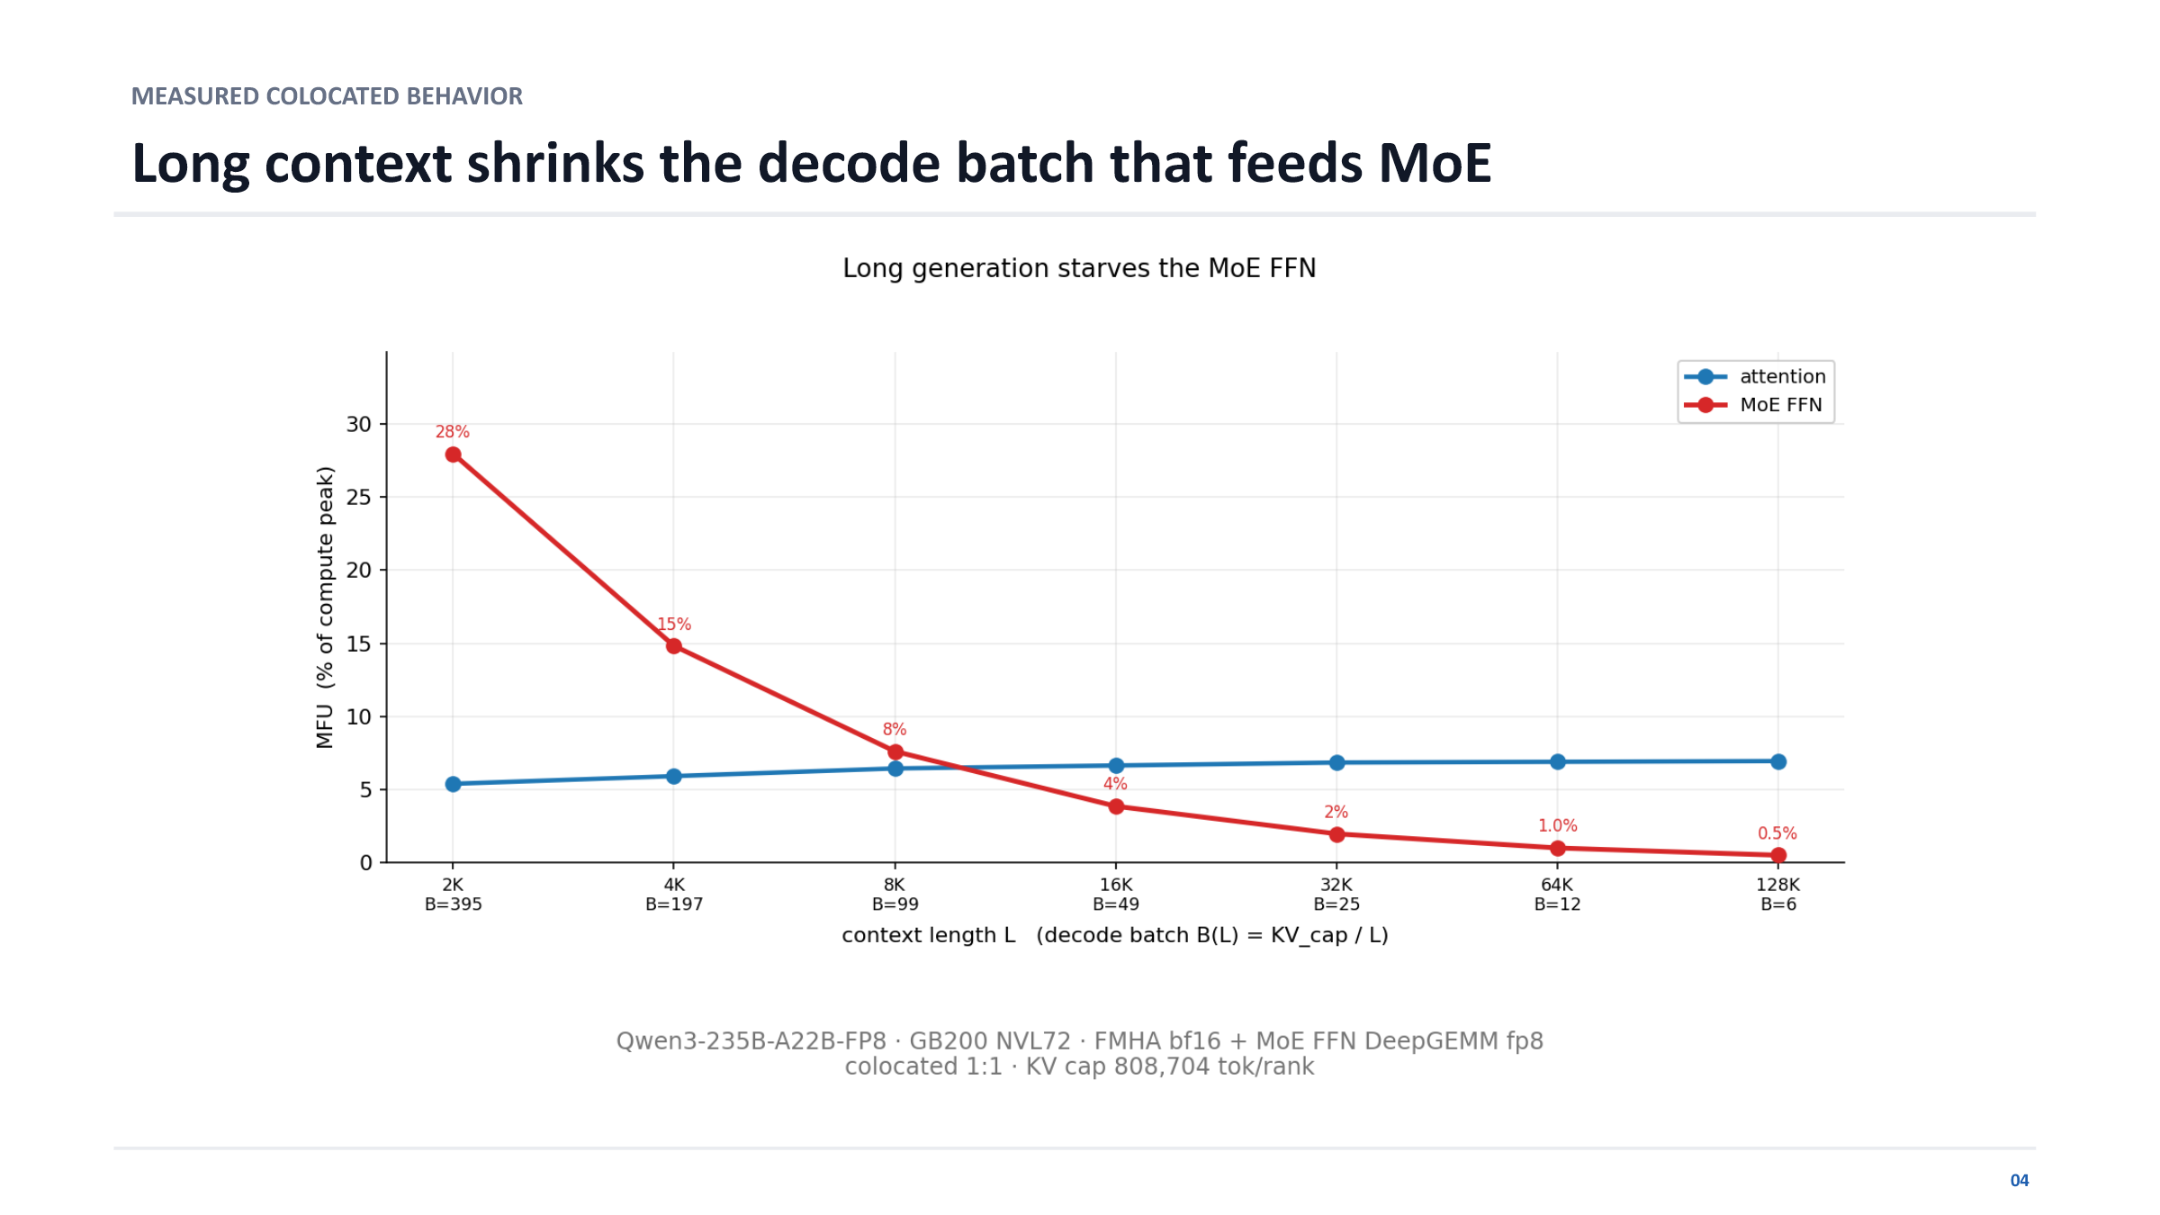 MEASURED COLOCATED BEHAVIOR
Long context shrinks the decode batch that feeds MoE
Long generation starves the MoE FFN
attention
MoE FFN
MFU (% of compute peak)
30
25
20
15
10
5
0
28%
15%
8%
4%
2%
1.0%
0.5%
2K
B=395
4K
B=197
8K
B=99
16K
B=49
32K
B=25
64K
B=12
128K
B=6
context length L (decode batch B(L) = KV_cap / L)
Qwen3-235B-A22B-FP8 · GB200 NVL72 · FMHA bf16 + MoE FFN DeepGEMM fp8
colocated 1:1 · KV cap 808,704 tok/rank
04